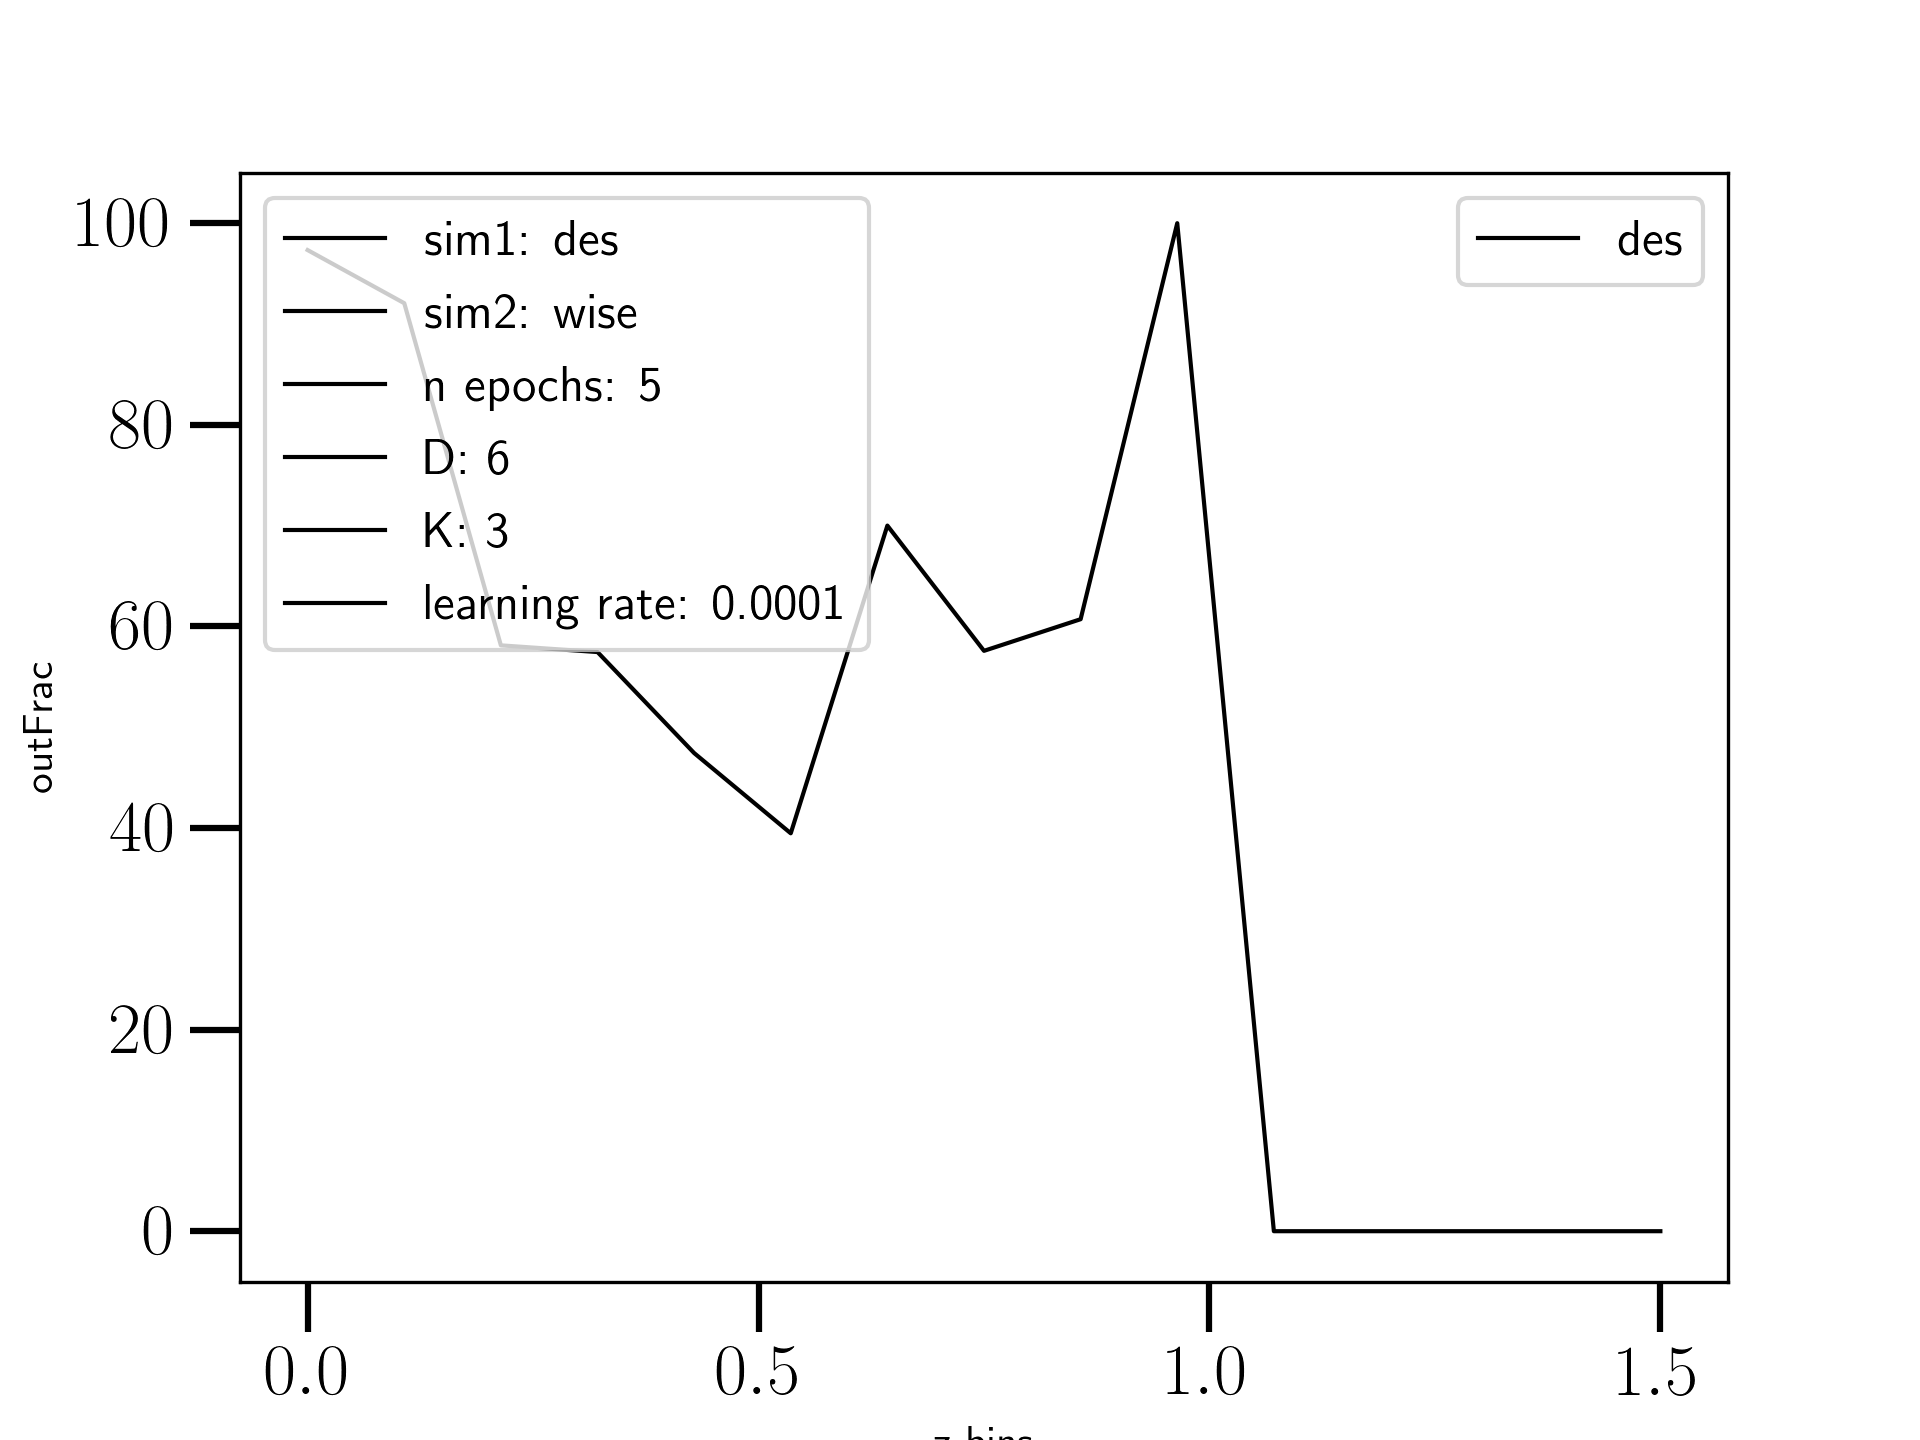 sim1: des
sim2: wise
n epochs: 5
D: 6
K: 3
learning rate: 0.0001
des
100
80
60
40
20
0
outFrac
0.0 0.5 1.0 1.5
z bins